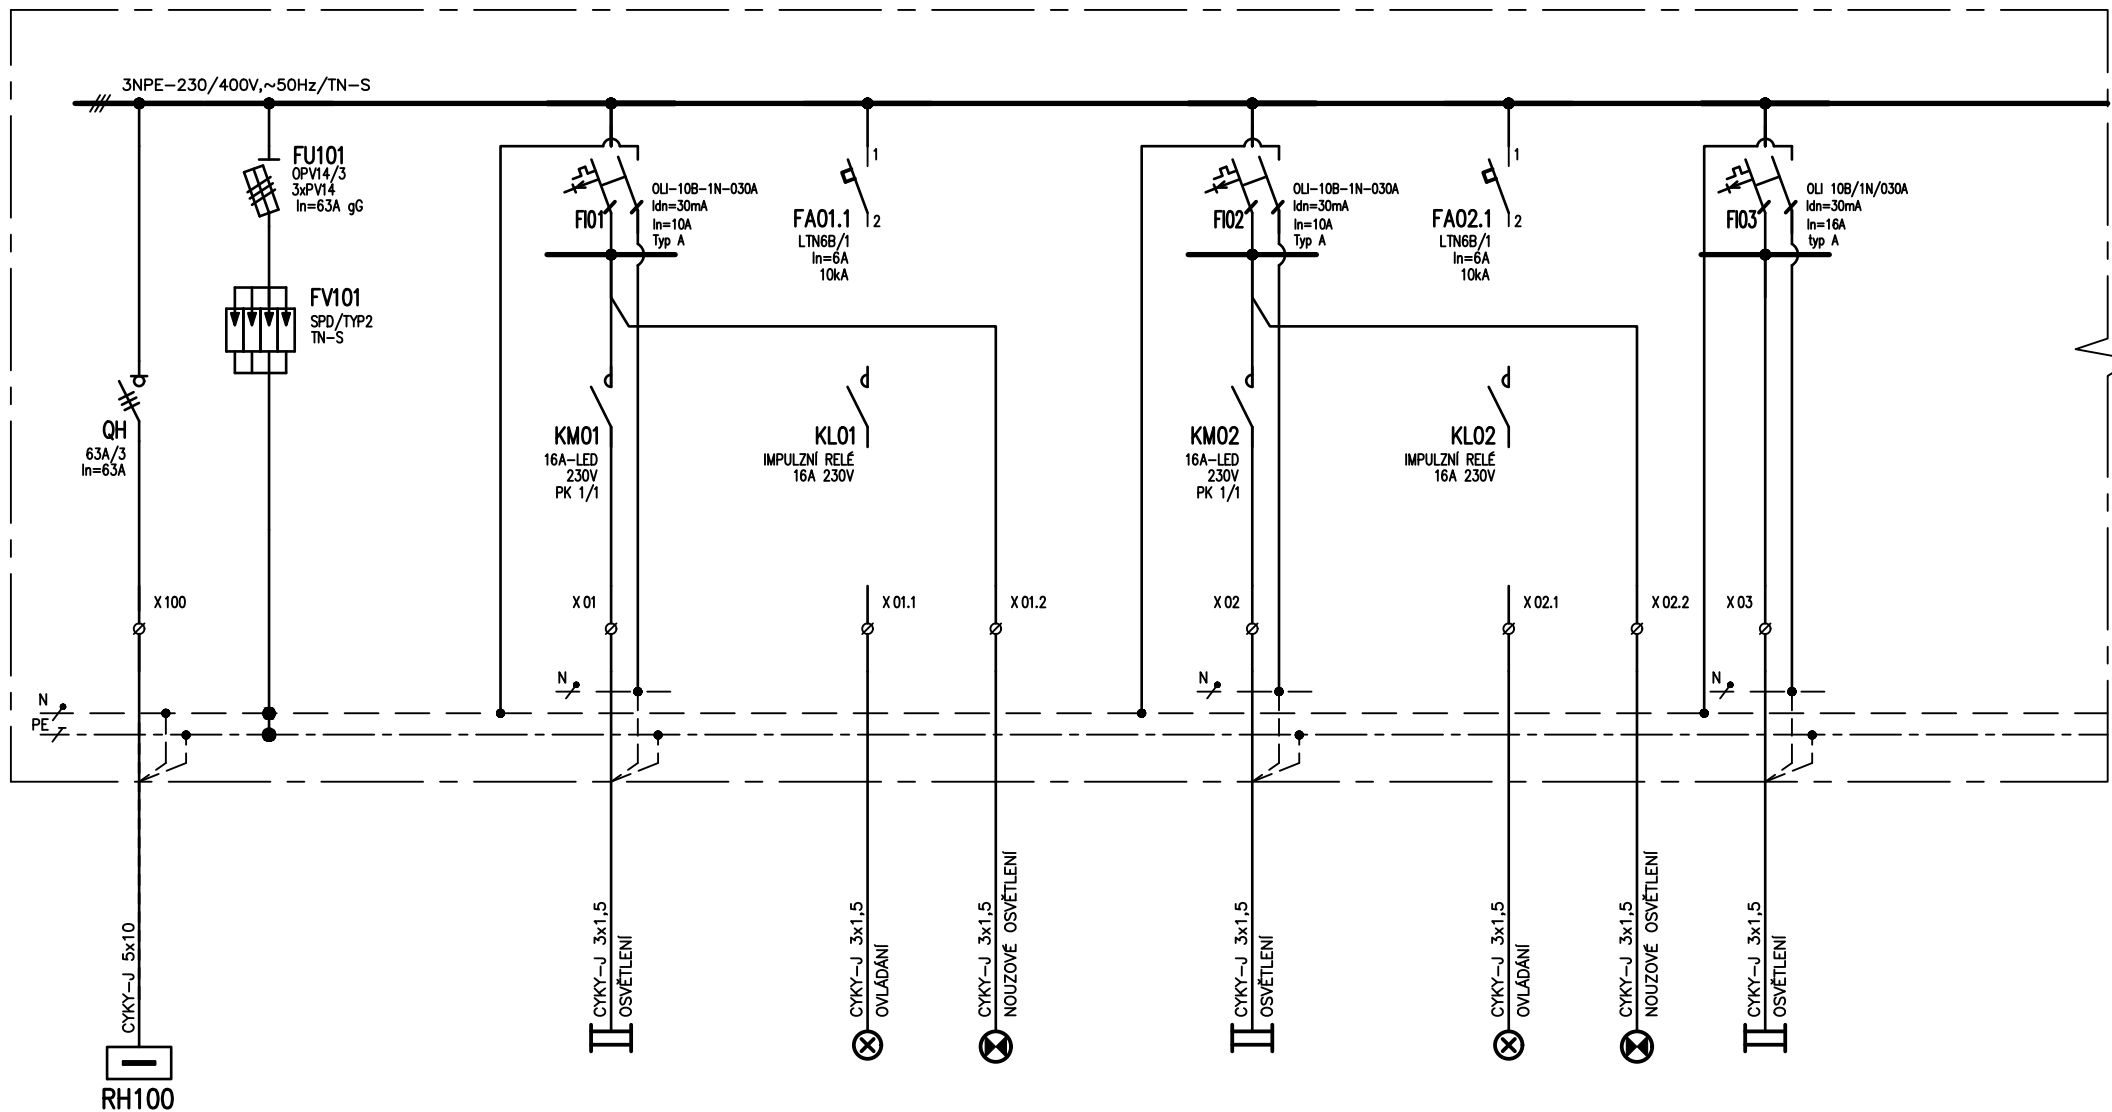 3NPE-230/400V,~50Hz/TN-S
FU101
OPV14/3
3xPV14
In=63A gG
FV101
SPD/TYP2
TN-S
QH
63A/3
In=63A
FI01
OLI-10B-1N-030A
Idn=30mA
In=10A
Typ A
1
2
FA01.1
LTN6B/1
In=6A
10kA
FI02
OLI-10B-1N-030A
Idn=30mA
In=10A
Typ A
1
2
FA02.1
LTN6B/1
In=6A
10kA
FI03
OLI 10B/1N/030A
Idn=30mA
In=16A
typ A
KM01
16A-LED
230V
PK 1/1
KL01
IMPULZNÍ RELÉ
16A 230V
KM02
16A-LED
230V
PK 1/1
KL02
IMPULZNÍ RELÉ
16A 230V
X100
X01
X01.1
X01.2
X02
X02.1
X02.2
X03
N
N
N
N
PE
CYKY-J 5x10
CYKY-J 3x1,5
OSVĚTLENÍ
CYKY-J 3x1,5
OVLÁDÁNÍ
CYKY-J 3x1,5
NOUZOVÉ OSVĚTLENÍ
CYKY-J 3x1,5
OSVĚTLENÍ
CYKY-J 3x1,5
OVLÁDÁNÍ
CYKY-J 3x1,5
NOUZOVÉ OSVĚTLENÍ
CYKY-J 3x1,5
OSVĚTLENÍ
RH100